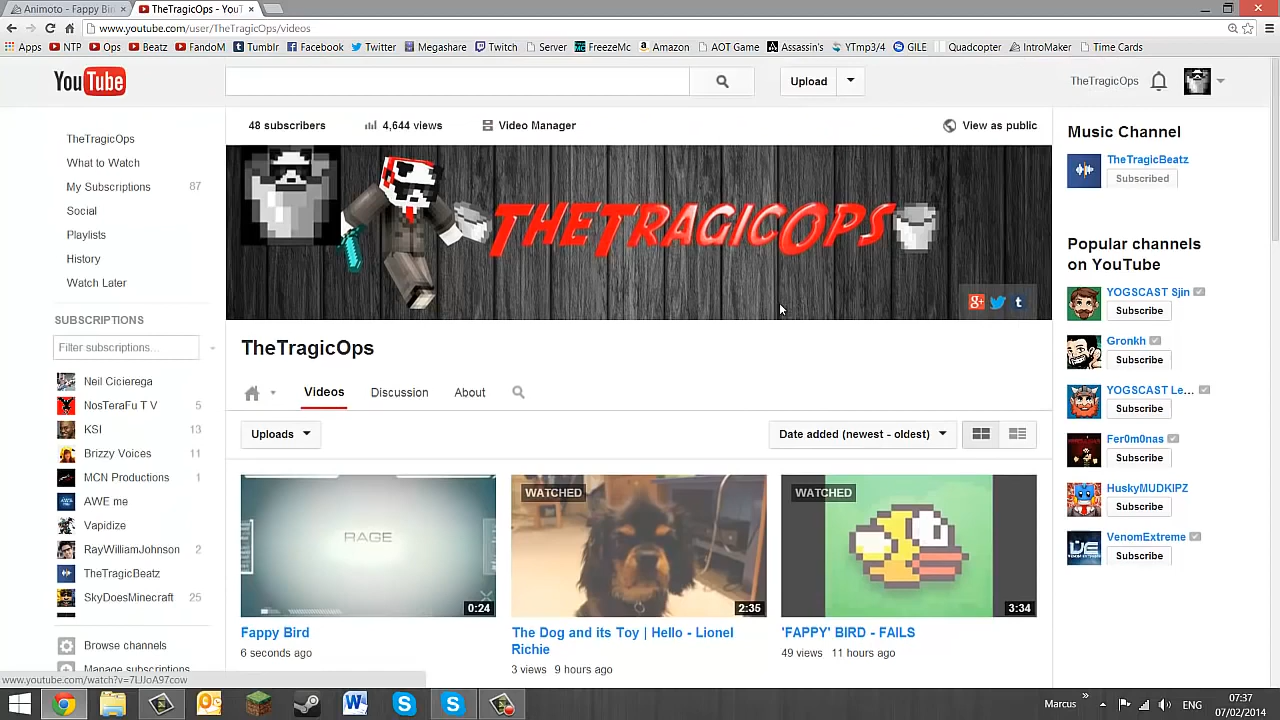 Animoto - Fappy Bi
TheTragicOps - YouT
www.youtube.com/user/TheTragicOps/videos
Apps NTP Ops Beatz FandoM Tumblr Facebook Twitter Megashare Twitch Server FreezeMc Amazon AOT Game Assassin's YTmp3/4 GILE Quadcopter IntroMaker Time Cards
YouTube
Upload
TheTragicOps
48 subscribers
4,644 views
Video Manager
View as public
TheTragicOps
What to Watch
My Subscriptions 87
Social
Playlists
History
Watch Later
SUBSCRIPTIONS
Filter subscriptions...
Neil Cicierega
NosTeraFu T V 5
KSI 13
Brizzy Voices 11
MCN Productions 1
AWE me
Vapidize
RayWilliamJohnson 2
TheTragicBeatz
SkyDoesMinecraft 25
Browse channels
Manage subscriptions
THETRAGICOPS
g+ t
TheTragicOps
Videos
Discussion
About
Uploads
Date added (newest - oldest)
RAGE
0:24
Fappy Bird
6 seconds ago
WATCHED
2:35
The Dog and its Toy | Hello - Lionel
Richie
3 views 9 hours ago
WATCHED
3:34
'FAPPY' BIRD - FAILS
49 views 11 hours ago
Music Channel
TheTragicBeatz
Subscribed
Popular channels
on YouTube
YOGSCAST Sjin
Subscribe
Gronkh
Subscribe
YOGSCAST Le...
Subscribe
Fer0m0nas
Subscribe
HuskyMUDKIPZ
Subscribe
VenomExtreme
Subscribe
Marcus
ENG
07:37
07/02/2014